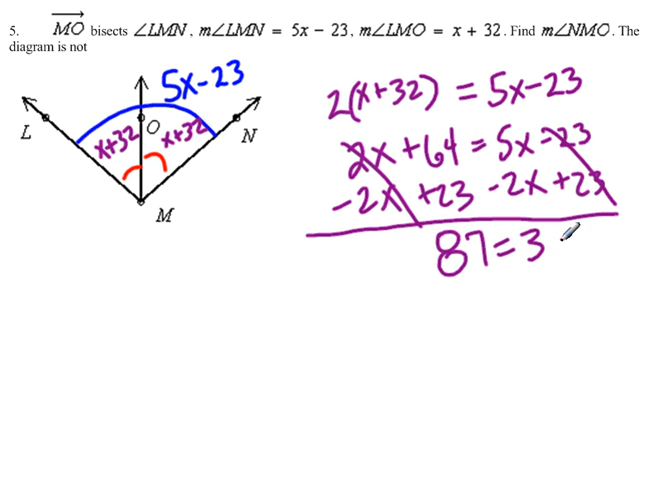 5. MO bisects ∠LMN, m∠LMN = 5x − 23, m∠LMO = x + 32. Find m∠NMO. The
diagram is not
5x-23
L
x+32
O
x+32
N
M
2(x+32) = 5x-23
2x +64 = 5x-23
-2x +23 -2x +23
87=3